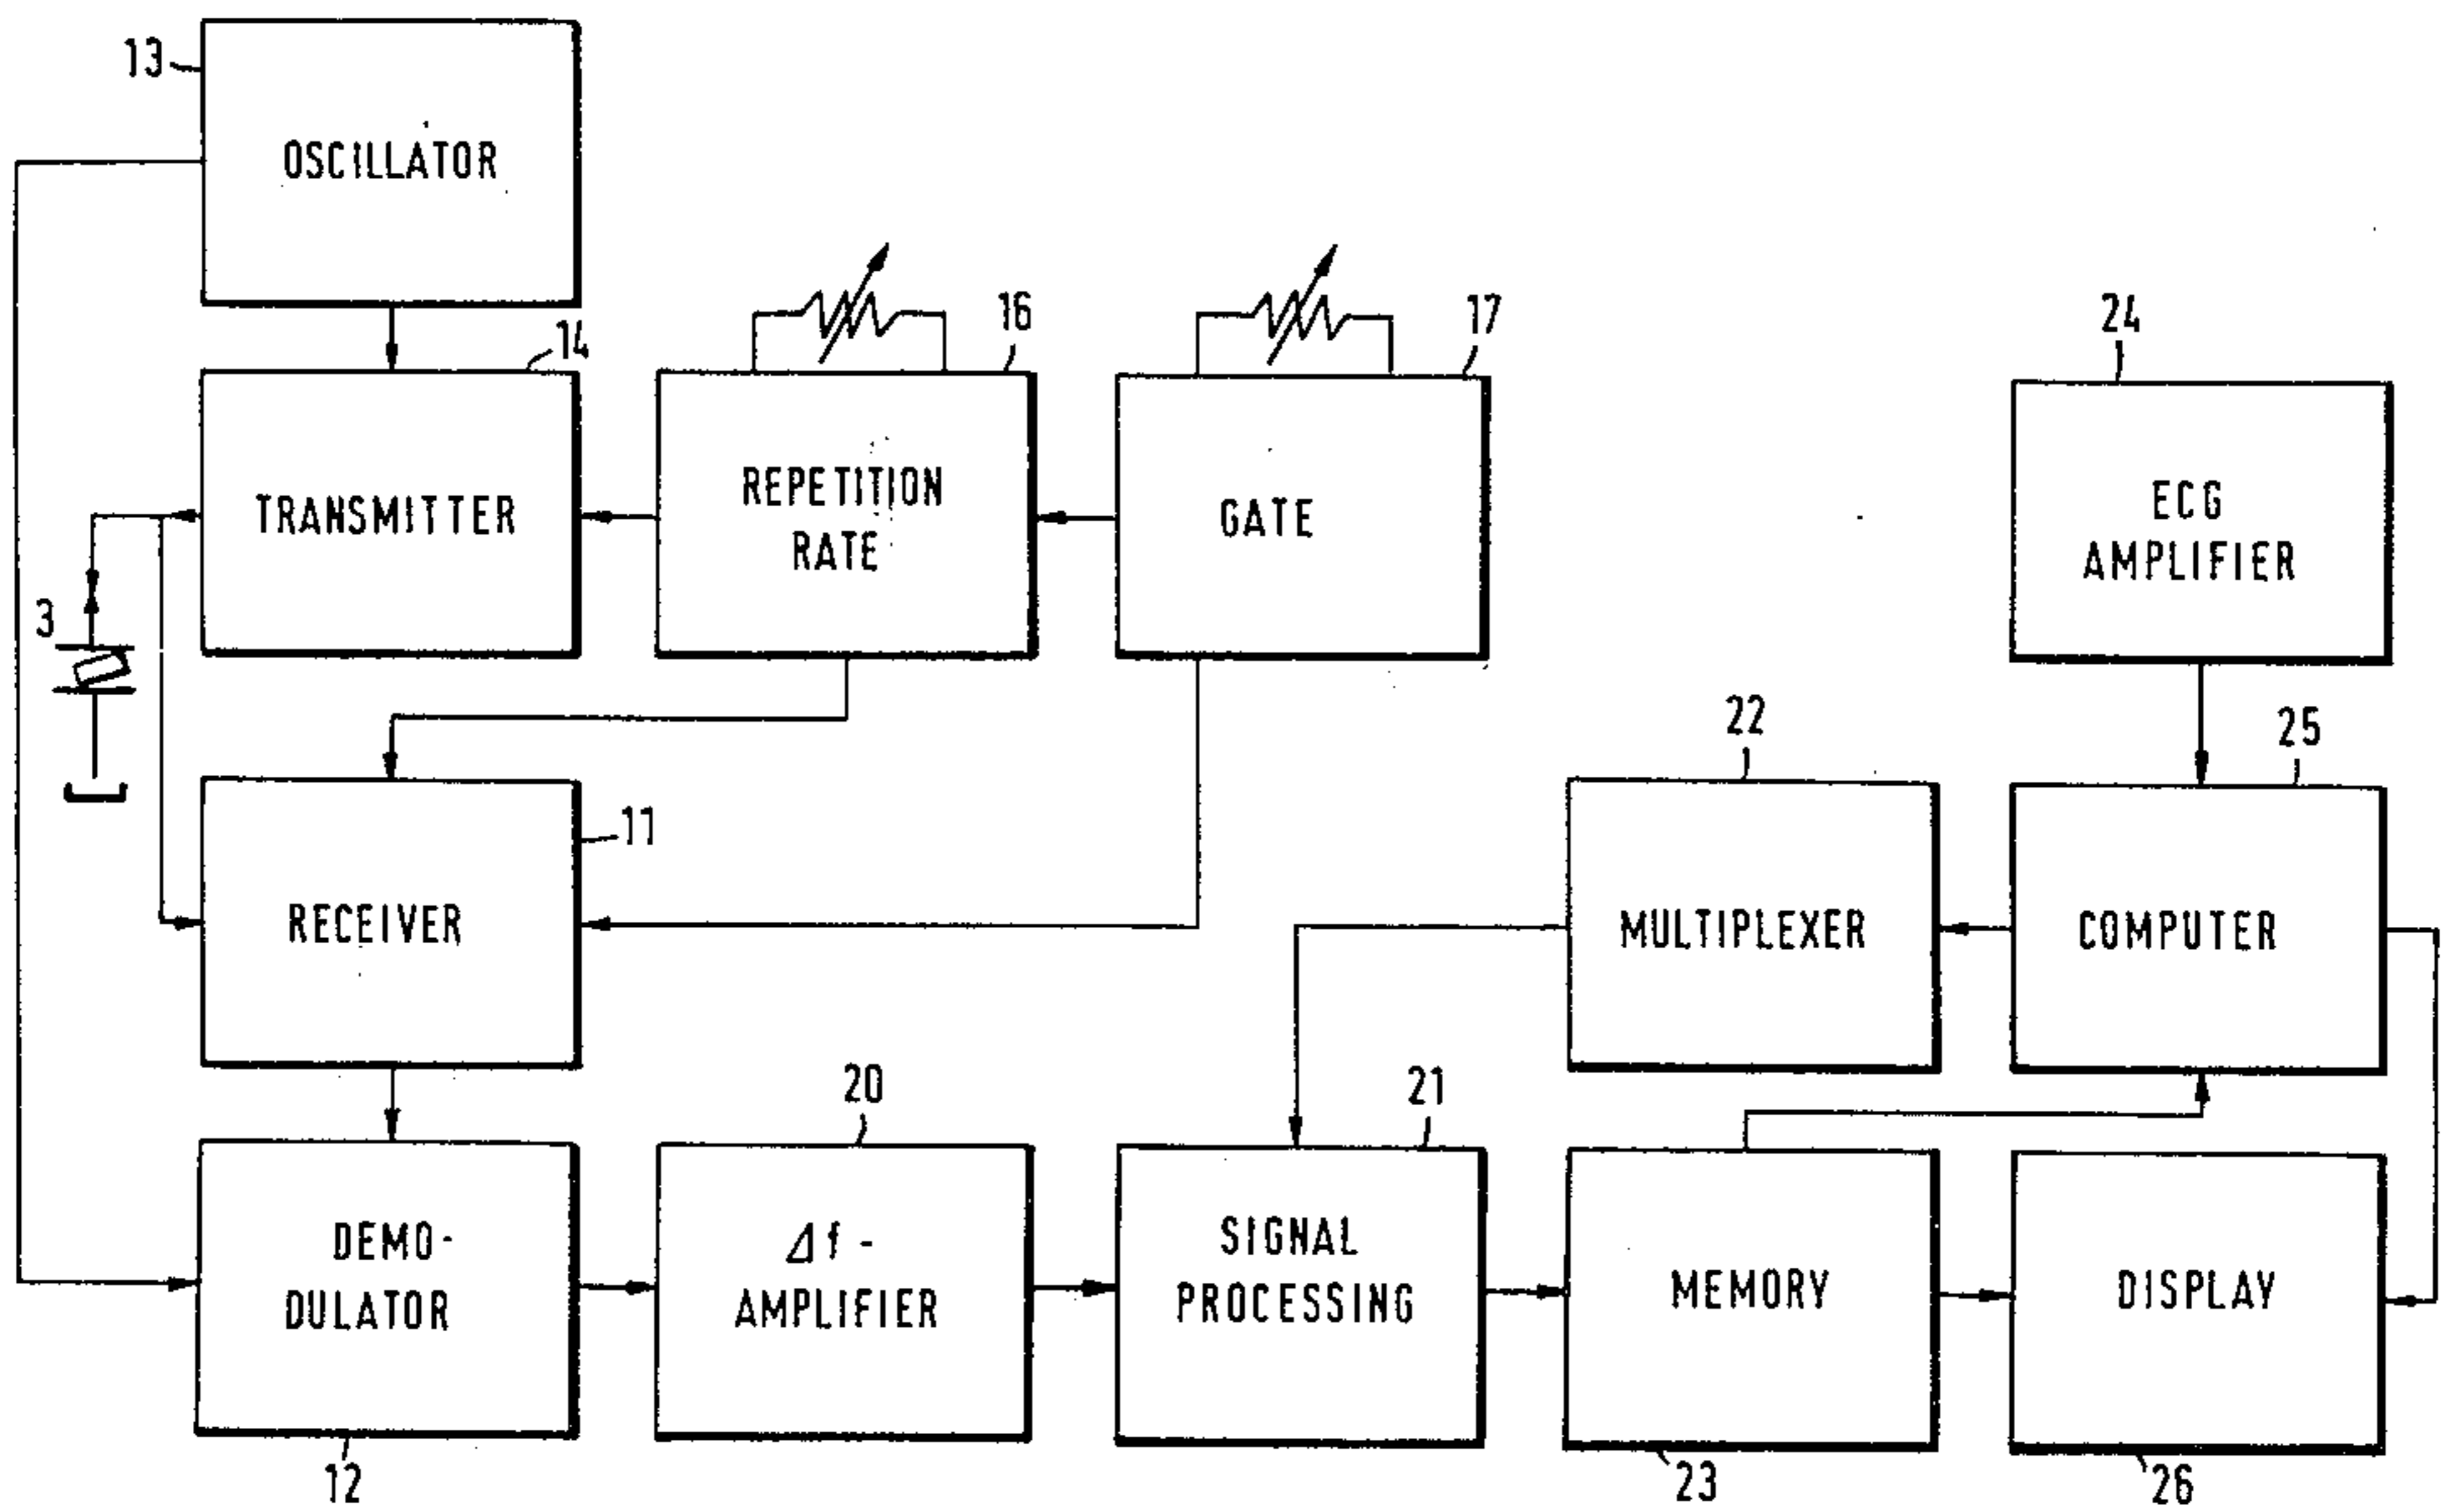 13
OSCILLATOR
14
TRANSMITTER
16
REPETITION
RATE
17
GATE
24
ECG
AMPLIFIER
3
11
RECEIVER
22
MULTIPLEXER
25
COMPUTER
12
DEMO-
DULATOR
20
Δf-
AMPLIFIER
21
SIGNAL
PROCESSING
23
MEMORY
26
DISPLAY